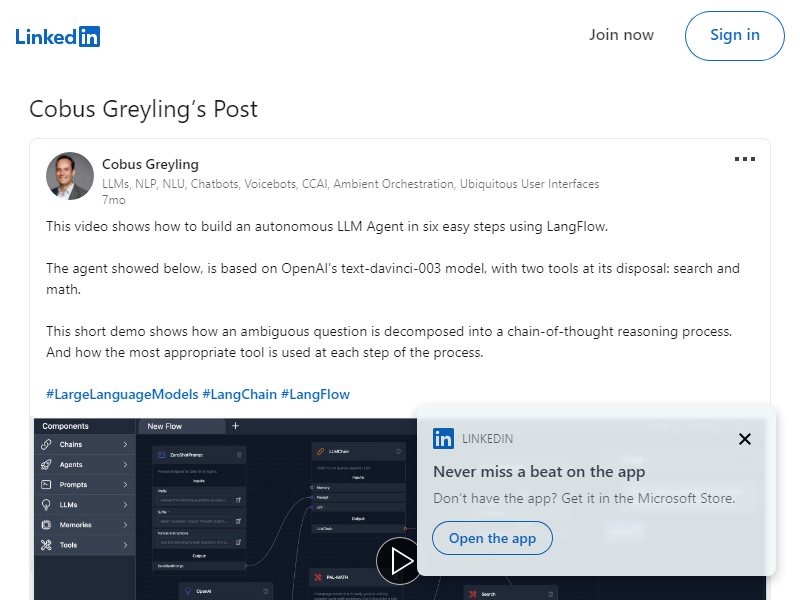 Linked in
Join now
Sign in
Cobus Greyling's Post
Cobus Greyling
LLMs, NLP, NLU, Chatbots, Voicebots, CCAI, Ambient Orchestration, Ubiquitous User Interfaces
7mo
This video shows how to build an autonomous LLM Agent in six easy steps using LangFlow.
The agent showed below, is based on OpenAI's text-davinci-003 model, with two tools at its disposal: search and
math.
This short demo shows how an ambiguous question is decomposed into a chain-of-thought reasoning process.
And how the most appropriate tool is used at each step of the process.
#LargeLanguageModels #LangChain #LangFlow
Components
Chains
Agents
Prompts
LLMs
Memories
Tools
New Flow
+
ZeroShotPrompt
Inputs:
Prefix
Suffix
Format Instructions
Output:
ZeroShotPrompt
OpenAI
LLMChain
Inputs:
Memory
Prompt
LLM
Output:
LLMChain
PAL-MATH
Search
in LINKEDIN
Never miss a beat on the app
Don't have the app? Get it in the Microsoft Store.
Open the app